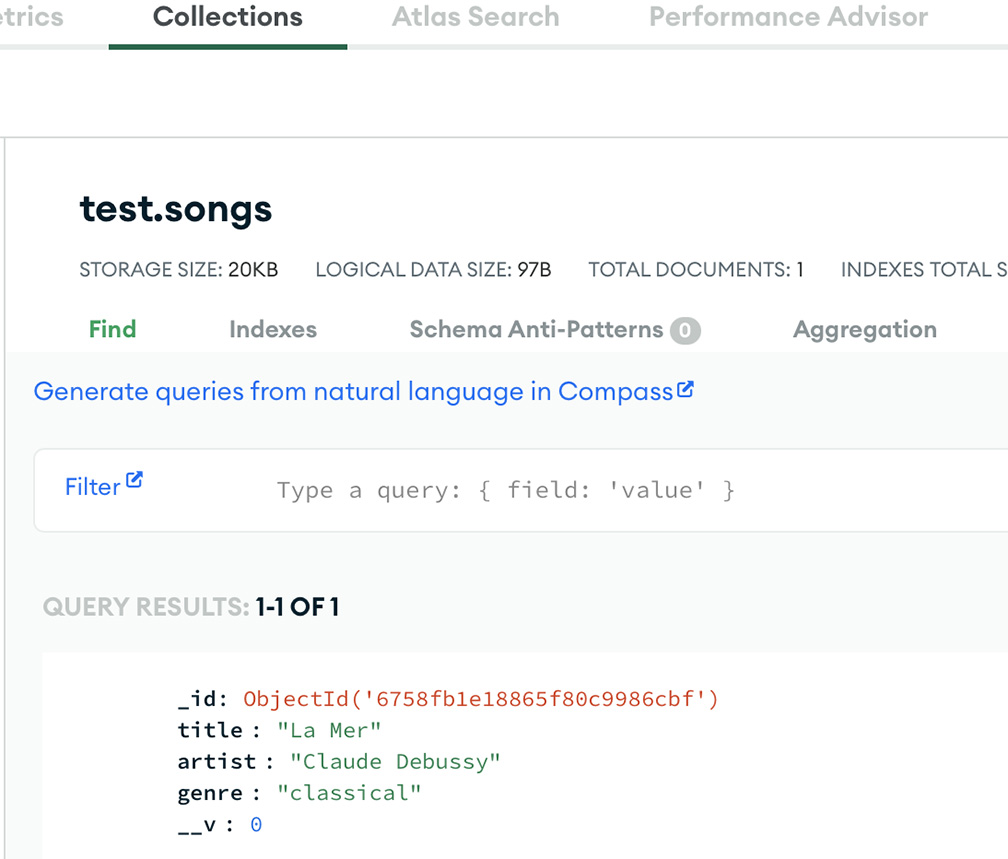 etrics Collections Atlas Search Performance Advisor
test.songs
STORAGE SIZE: 20KB LOGICAL DATA SIZE: 97B TOTAL DOCUMENTS: 1 INDEXES TOTAL S
Find Indexes Schema Anti-Patterns 0 Aggregation
Generate queries from natural language in Compass
Filter Type a query: { field: 'value' }
QUERY RESULTS: 1-1 OF 1
_id: ObjectId('6758fb1e18865f80c9986cbf')
title : "La Mer"
artist : "Claude Debussy"
genre : "classical"
__v : 0